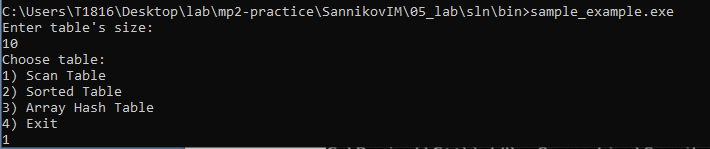 C:\Users\T1816\Desktop\lab\mp2-practice\SannikovIM\05_lab\sln\bin>sample_example.exe
Enter table's size:
10
Choose table:
1) Scan Table
2) Sorted Table
3) Array Hash Table
4) Exit
1